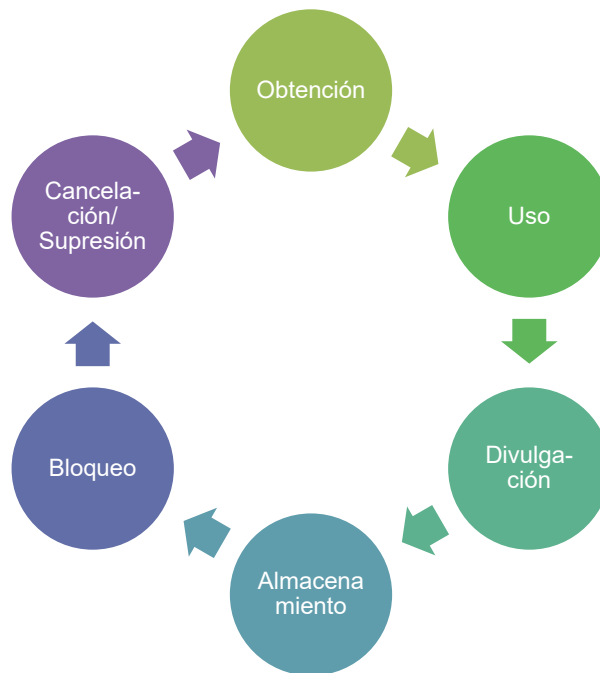 Obtención
Uso
Divulga-
ción
Almacena
miento
Bloqueo
Cancela-
ción/
Supresión